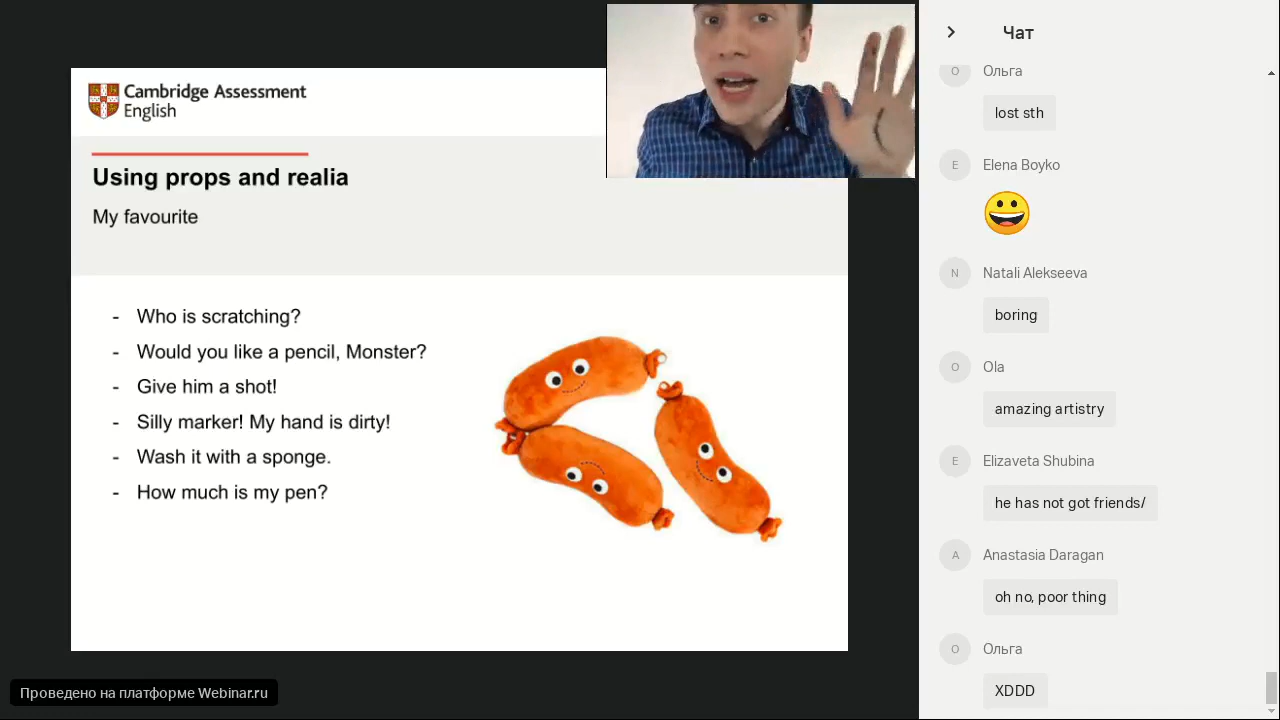 Cambridge Assessment
English
Using props and realia
My favourite
- Who is scratching?
- Would you like a pencil, Monster?
- Give him a shot!
- Silly marker! My hand is dirty!
- Wash it with a sponge.
- How much is my pen?
Проведено на платформе Webinar.ru
Чат
О Ольга
lost sth
E Elena Boyko
N Natali Alekseeva
boring
O Ola
amazing artistry
E Elizaveta Shubina
he has not got friends/
A Anastasia Daragan
oh no, poor thing
О Ольга
XDDD